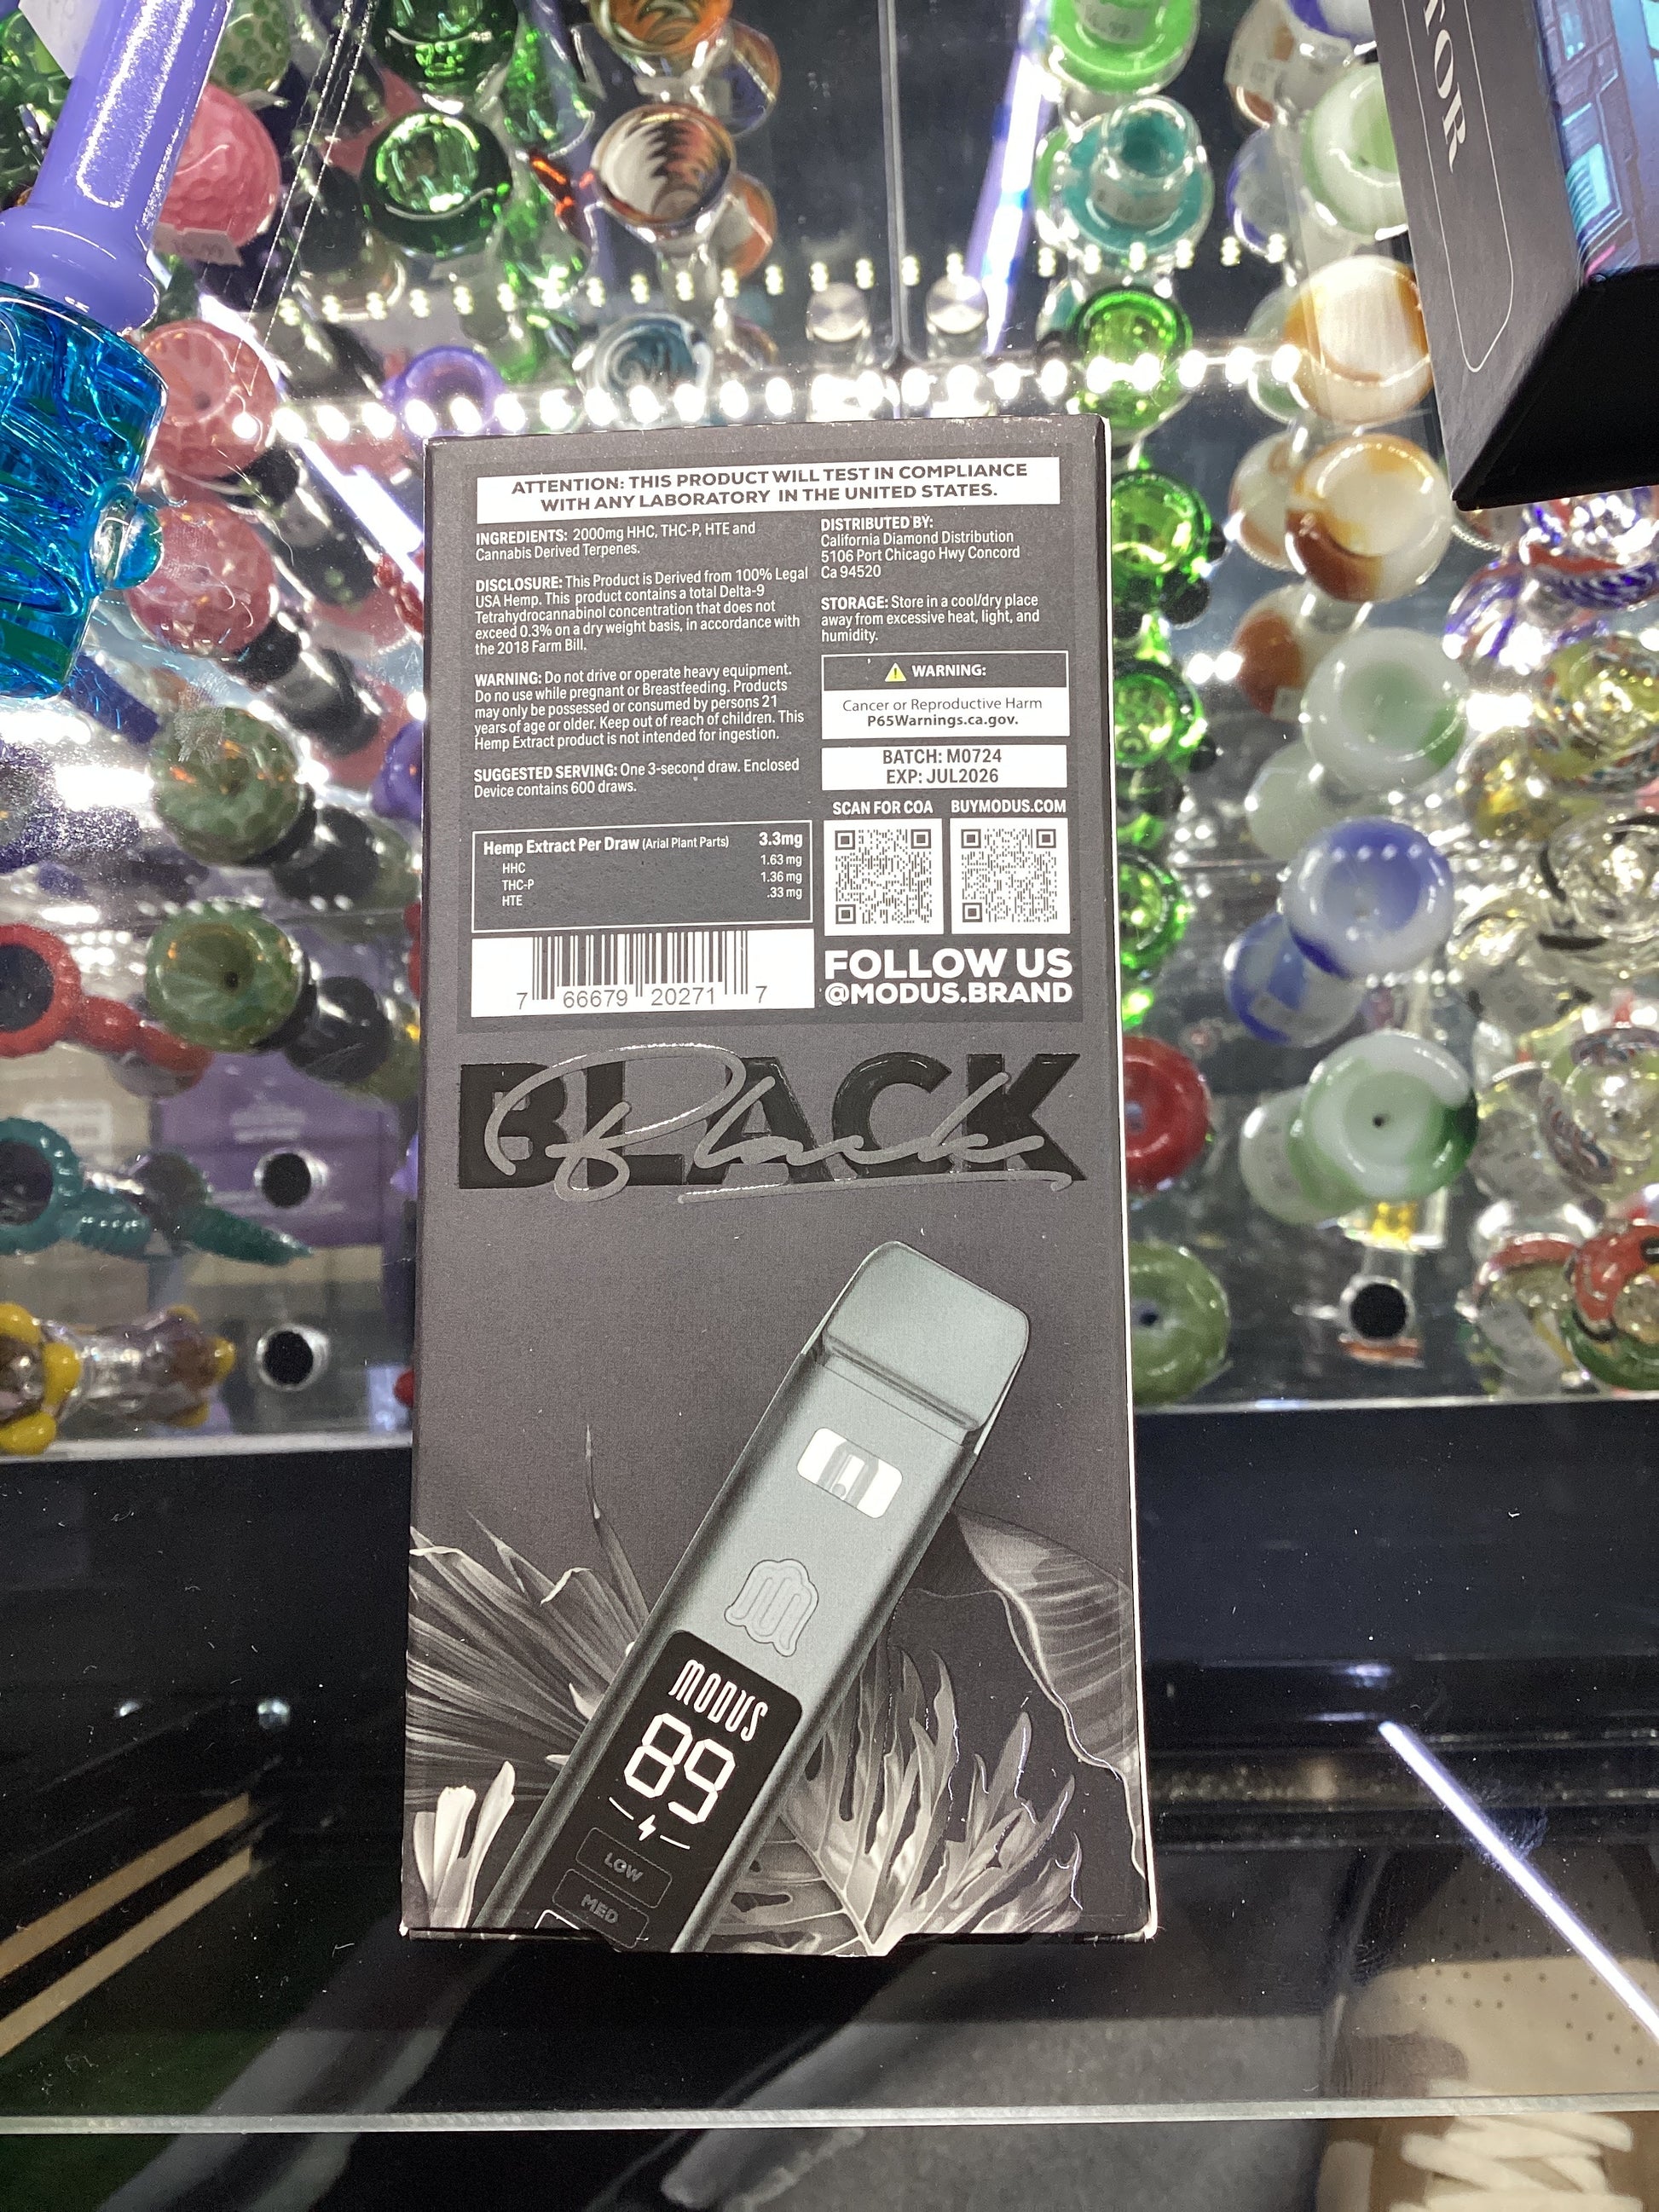 TOR
ATTENTION: THIS PRODUCT WILL TEST IN COMPLIANCE
WITH ANY LABORATORY IN THE UNITED STATES.
INGREDIENTS: 2000mg HHC, THC-P, HTE and
Cannabis Derived Terpenes.
DISCLOSURE: This Product is Derived from 100% Legal
USA Hemp. This product contains a total Delta-9
Tetrahydrocannabinol concentration that does not
exceed 0.3% on a dry weight basis, in accordance with
the 2018 Farm Bill.
WARNING: Do not drive or operate heavy equipment.
Do no use while pregnant or Breastfeeding. Products
may only be possessed or consumed by persons 21
years of age or older. Keep out of reach of children. This
Hemp Extract product is not intended for ingestion.
SUGGESTED SERVING: One 3-second draw. Enclosed
Device contains 600 draws.
Hemp Extract Per Draw (Arial Plant Parts) 3.3mg
HHC 1.63 mg
THC-P 1.36 mg
HTE .33 mg
7 66679 20271 7
DISTRIBUTED BY:
California Diamond Distribution
5106 Port Chicago Hwy Concord
Ca 94520
STORAGE: Store in a cool/dry place
away from excessive heat, light, and
humidity.
WARNING:
Cancer or Reproductive Harm
P65Warnings.ca.gov.
BATCH: M0724
EXP: JUL2026
SCAN FOR COA BUYMODUS.COM
FOLLOW US
@MODUS.BRAND
BLACK
Black
MODUS
89
LOW
MED